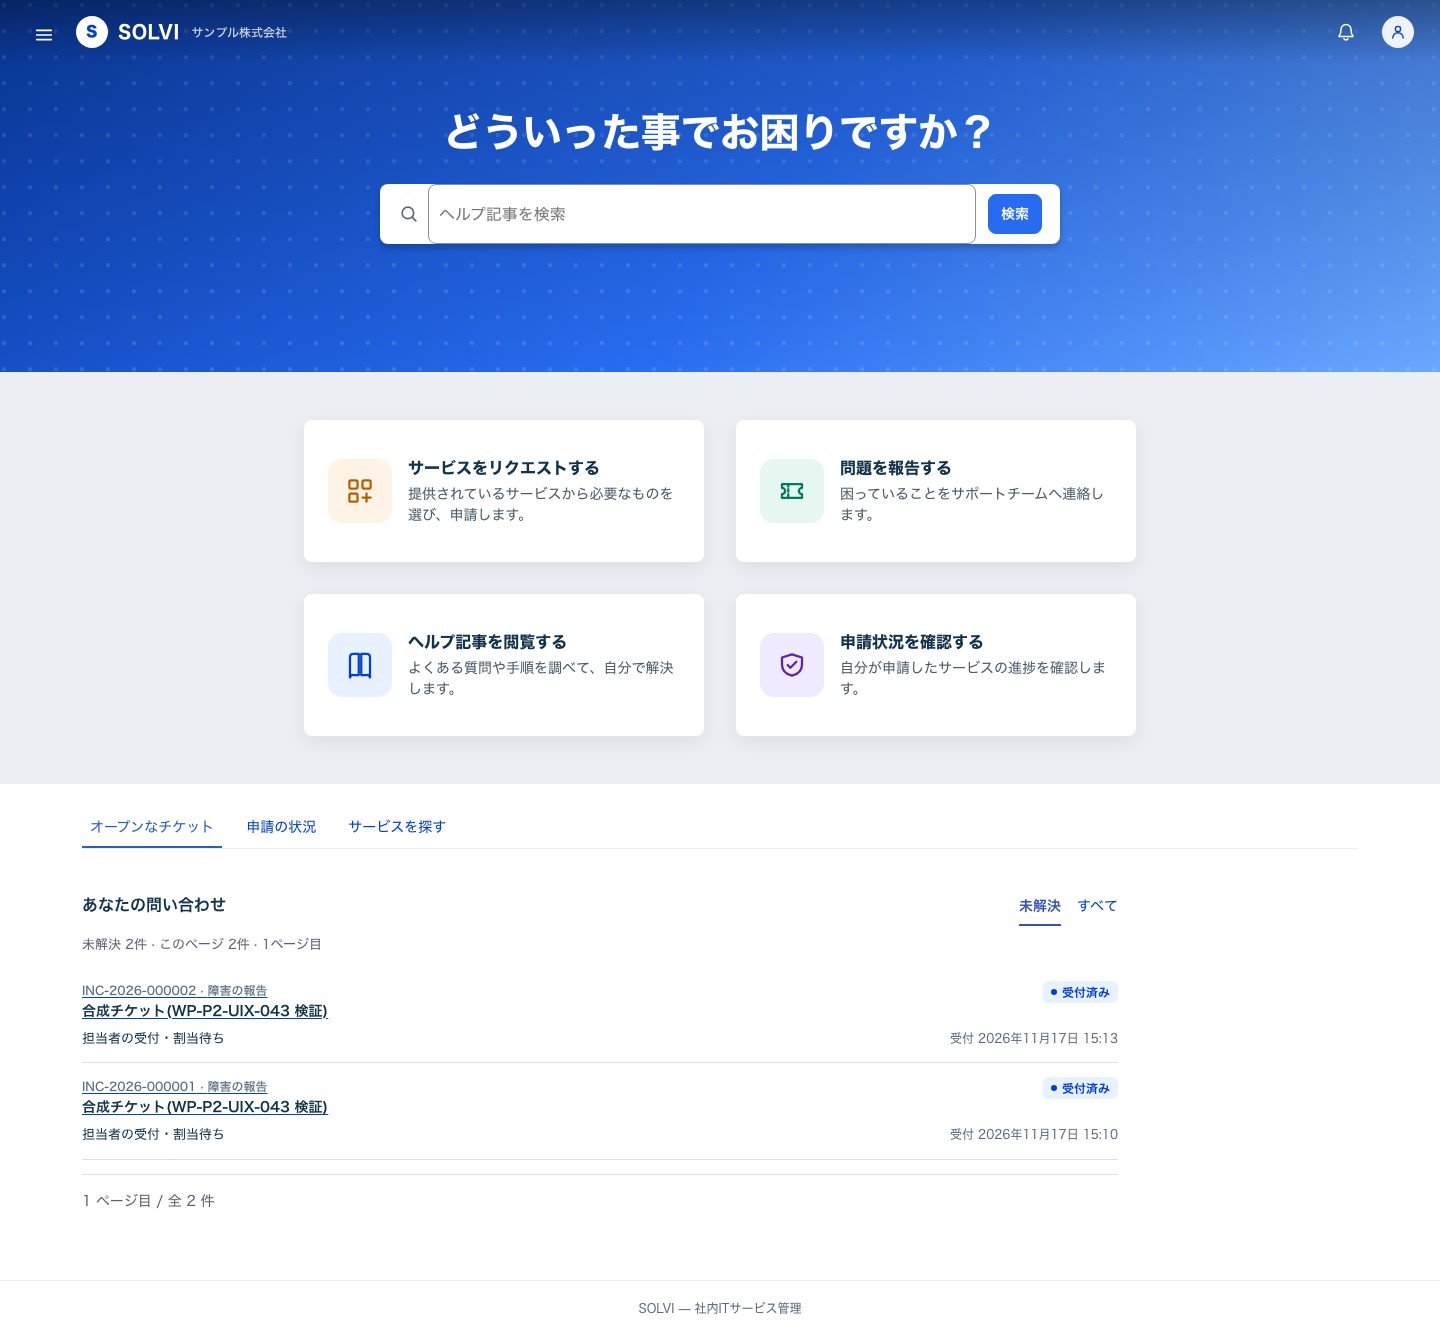 S SOLVI サンプル株式会社
どういった事でお困りですか？
ヘルプ記事を検索
検索
サービスをリクエストする
提供されているサービスから必要なものを
選び、申請します。
問題を報告する
困っていることをサポートチームへ連絡し
ます。
ヘルプ記事を閲覧する
よくある質問や手順を調べて、自分で解決
します。
申請状況を確認する
自分が申請したサービスの進捗を確認しま
す。
オープンなチケット 申請の状況 サービスを探す
あなたの問い合わせ
未解決 すべて
未解決 2件 · このページ 2件 · 1ページ目
INC-2026-000002 · 障害の報告
受付済み
合成チケット(WP-P2-UIX-043 検証)
担当者の受付・割当待ち
受付 2026年11月17日 15:13
INC-2026-000001 · 障害の報告
受付済み
合成チケット(WP-P2-UIX-043 検証)
担当者の受付・割当待ち
受付 2026年11月17日 15:10
1 ページ目 / 全 2 件
SOLVI — 社内ITサービス管理